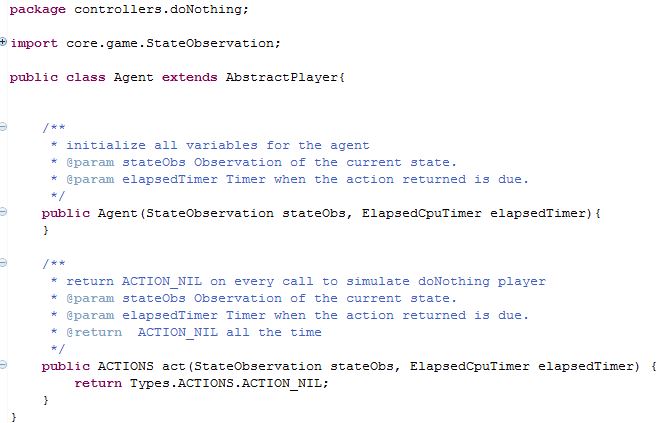 package controllers.doNothing;
import core.game.StateObservation;
public class Agent extends AbstractPlayer{
/**
* initialize all variables for the agent
* @param stateObs Observation of the current state.
* @param elapsedTimer Timer when the action returned is due.
*/
public Agent(StateObservation stateObs, ElapsedCpuTimer elapsedTimer){
}
/**
* return ACTION_NIL on every call to simulate doNothing player
* @param stateObs Observation of the current state.
* @param elapsedTimer Timer when the action returned is due.
* @return  ACTION_NIL all the time
*/
public ACTIONS act(StateObservation stateObs, ElapsedCpuTimer elapsedTimer) {
return Types.ACTIONS.ACTION_NIL;
}
}